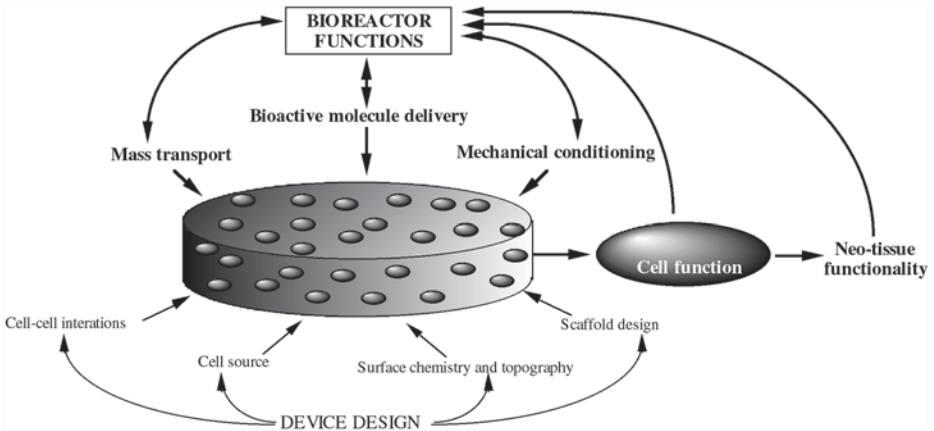 BIOREACTOR
FUNCTIONS
Bioactive molecule delivery
Mass transport
Mechanical conditioning
Cell function
Neo-tissue
functionality
Cell-cell interations
Scaffold design
Cell source
Surface chemistry and topography
DEVICE DESIGN